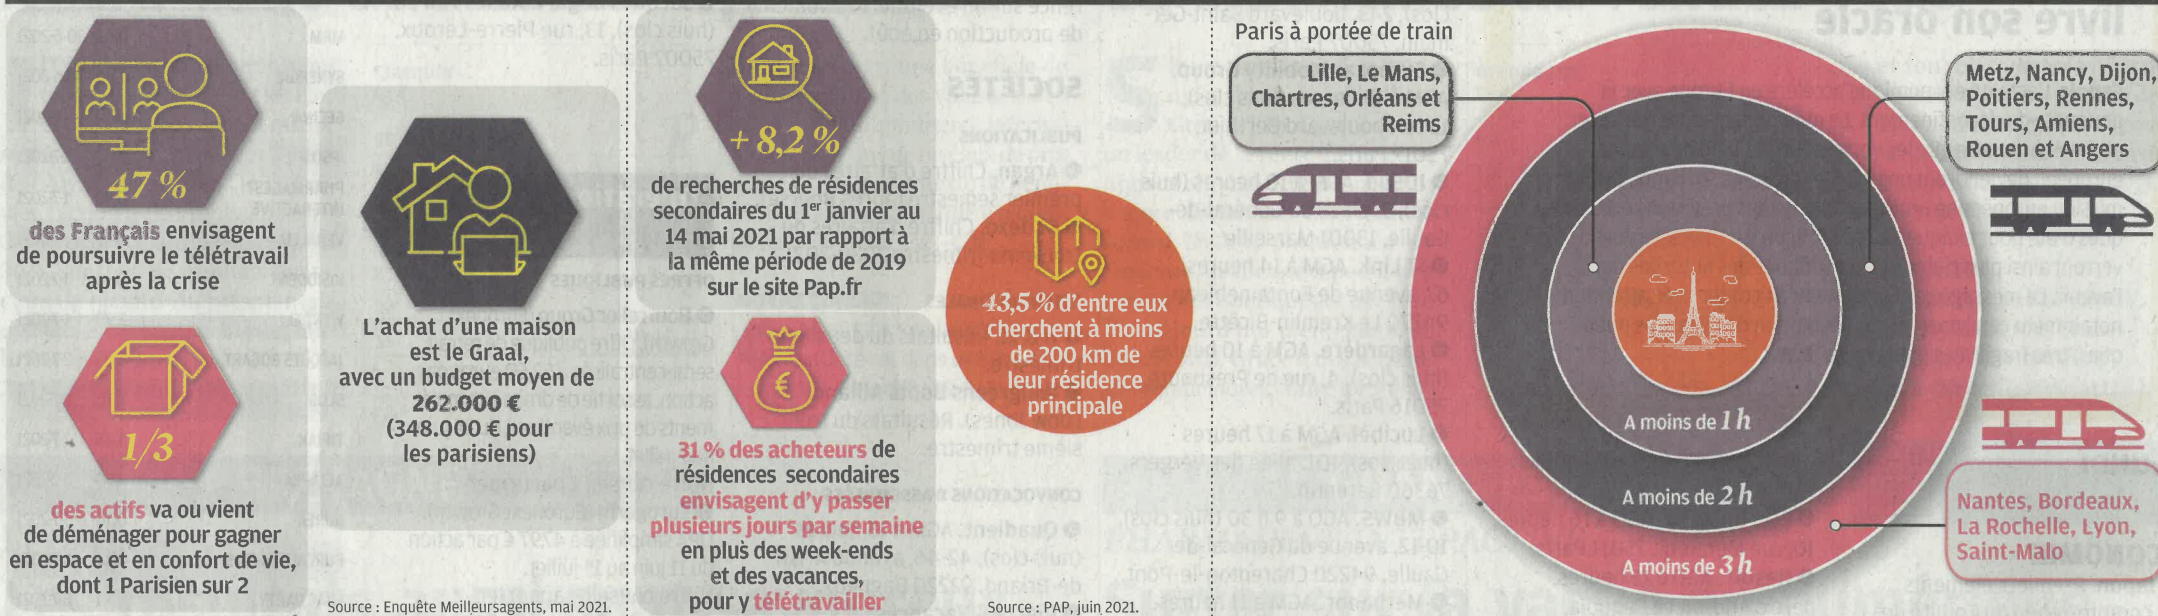 47 %
des Français envisagent
de poursuivre le télétravail
après la crise
1/3
des actifs va ou vient
de déménager pour gagner
en espace et en confort de vie,
dont 1 Parisien sur 2
L'achat d'une maison
est le Graal,
avec un budget moyen de
262.000 €
(348.000 € pour
les parisiens)
Source : Enquête Meilleursagents, mai 2021.
+ 8,2 %
de recherches de résidences
secondaires du 1er janvier au
14 mai 2021 par rapport à
la même période de 2019
sur le site Pap.fr
€
31 % des acheteurs de
résidences secondaires
envisagent d'y passer
plusieurs jours par semaine
en plus des week-ends
et des vacances,
pour y télétravailler
43,5 % d'entre eux
cherchent à moins
de 200 km de
leur résidence
principale
Source : PAP, juin 2021.
Paris à portée de train
Lille, Le Mans,
Chartres, Orléans et
Reims
Metz, Nancy, Dijon,
Poitiers, Rennes,
Tours, Amiens,
Rouen et Angers
A moins de 1 h
A moins de 2 h
A moins de 3 h
Nantes, Bordeaux,
La Rochelle, Lyon,
Saint-Malo